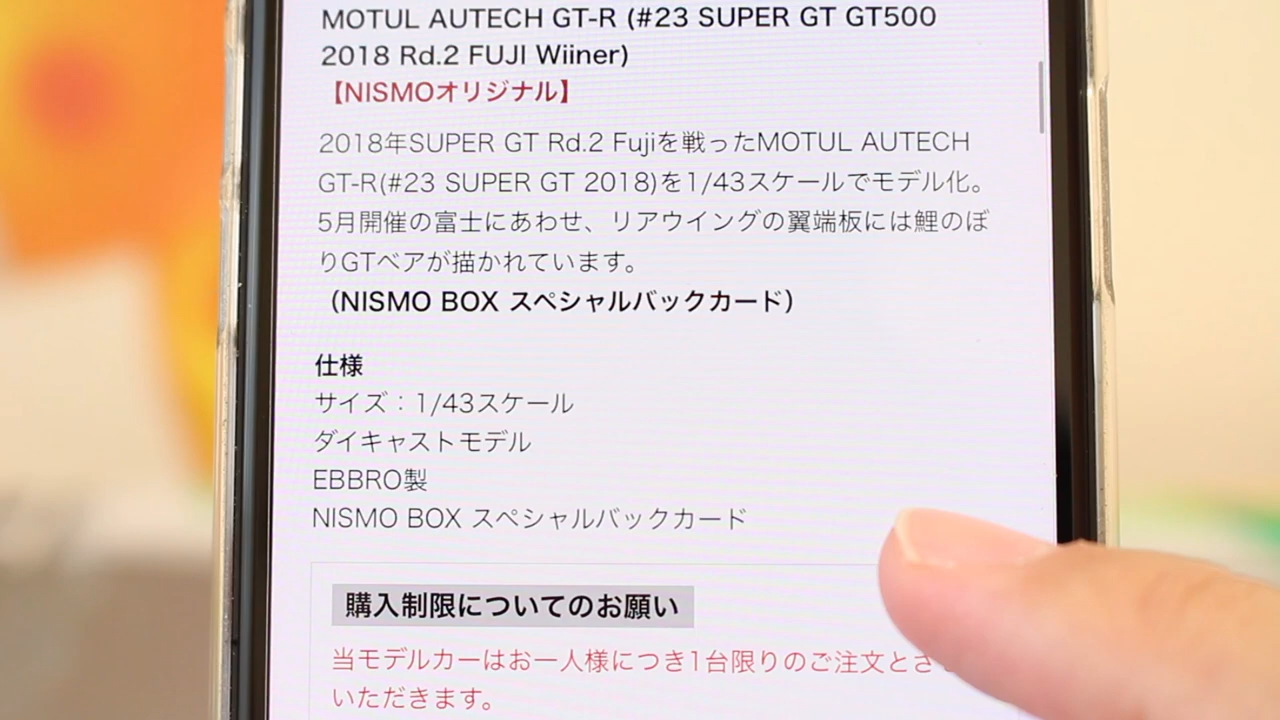 MOTUL AUTECH GT-R (#23 SUPER GT GT500
2018 Rd.2 FUJI Wiiner)
【NISMOオリジナル】
2018年SUPER GT Rd.2 Fujiを戦ったMOTUL AUTECH
GT-R(#23 SUPER GT 2018)を1/43スケールでモデル化。
5月開催の富士にあわせ、リアウイングの翼端板には鯉のぼ
りGTベアが描かれています。
（NISMO BOX スペシャルバックカード）
仕様
サイズ：1/43スケール
ダイキャストモデル
EBBRO製
NISMO BOX スペシャルバックカード
購入制限についてのお願い
当モデルカーはお一人様につき1台限りのご注文とさ
いただきます。